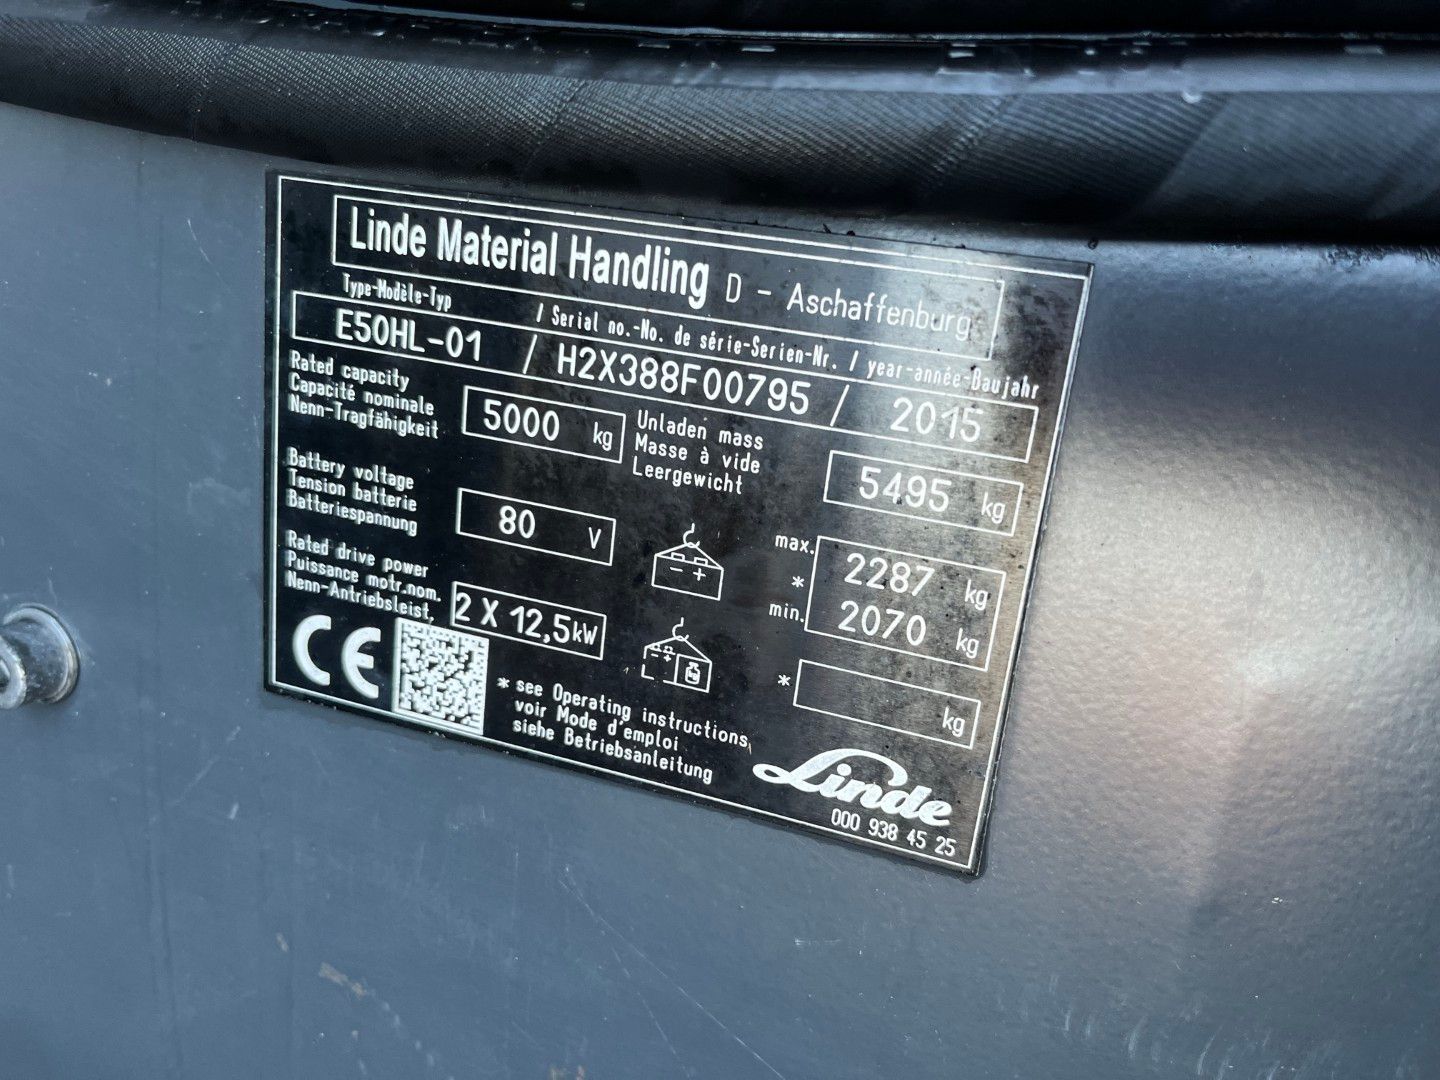 Linde Material Handling D - Aschaffenburg
Type-Modèle-Typ / Serial no.-No. de série-Serien-Nr. / year-année-Baujahr
E50HL-01 / H2X388F00795 / 2015
Rated capacity
Capacité nominale
Nenn-Tragfähigkeit
5000 kg
Unladen mass
Masse à vide
Leergewicht
5495 kg
Battery voltage
Tension batterie
Batteriespannung
80 V
- +
max. 2287 kg
*
min. 2070 kg
Rated drive power
Puissance motr.nom.
Nenn-Antriebsleist.
2 X 12,5kW
- + kg
* kg
CE
* see Operating instructions
voir Mode d'emploi
siehe Betriebsanleitung
Linde
000 938 45 25